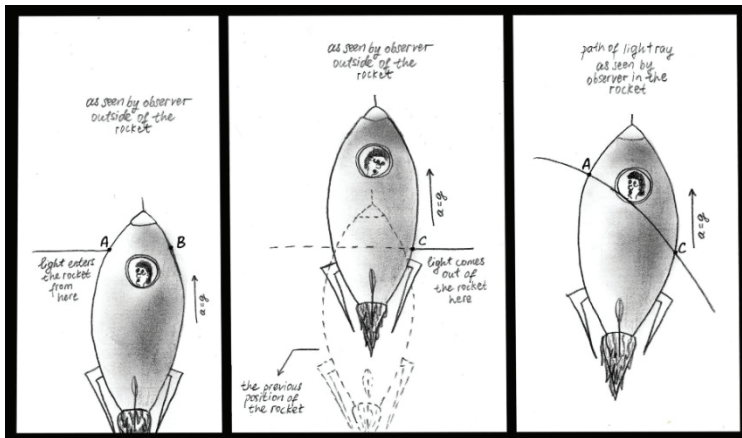 as seen by observer
outside of the
rocket
A
B
light enters
the rocket
from
here
a=g
as seen by observer
outside of the
rocket
a=g
C
light comes
out of
the rocket
here
the previous
position of
the rocket
path of light ray
as seen by
observer in the
rocket
A
a=g
C